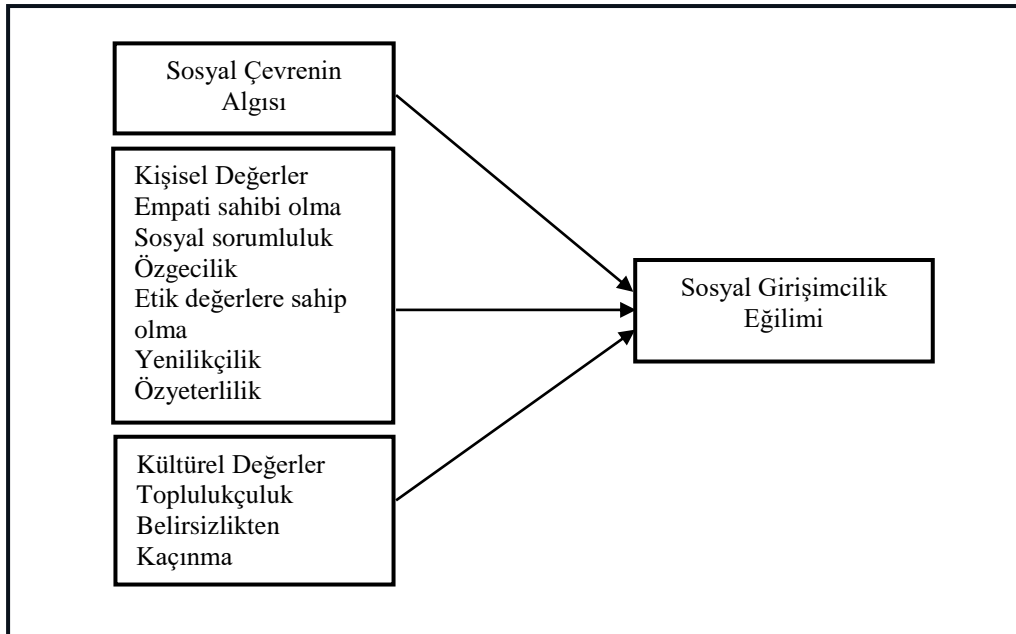 Sosyal Çevrenin
Algısı
Kişisel Değerler
Empati sahibi olma
Sosyal sorumluluk
Özgecilik
Etik değerlere sahip
olma
Yenilikçilik
Özyeterlilik
Kültürel Değerler
Toplulukçuluk
Belirsizlikten
Kaçınma
Sosyal Girişimcilik
Eğilimi